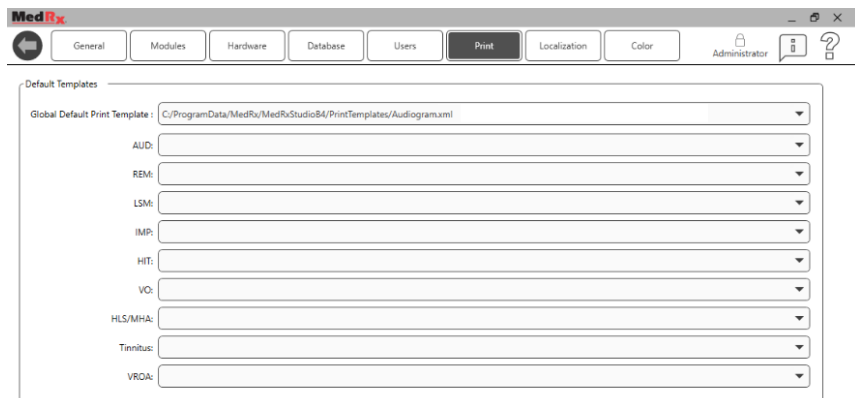 MedRx
General Modules Hardware Database Users Print Localization Color Administrator
Default Templates
Global Default Print Template : C:/ProgramData/MedRx/MedRxStudioB4/PrintTemplates/Audiogram.xml
AUD:
REM:
LSM:
IMP:
HIT:
VO:
HLS/MHA:
Tinnitus:
VROA: